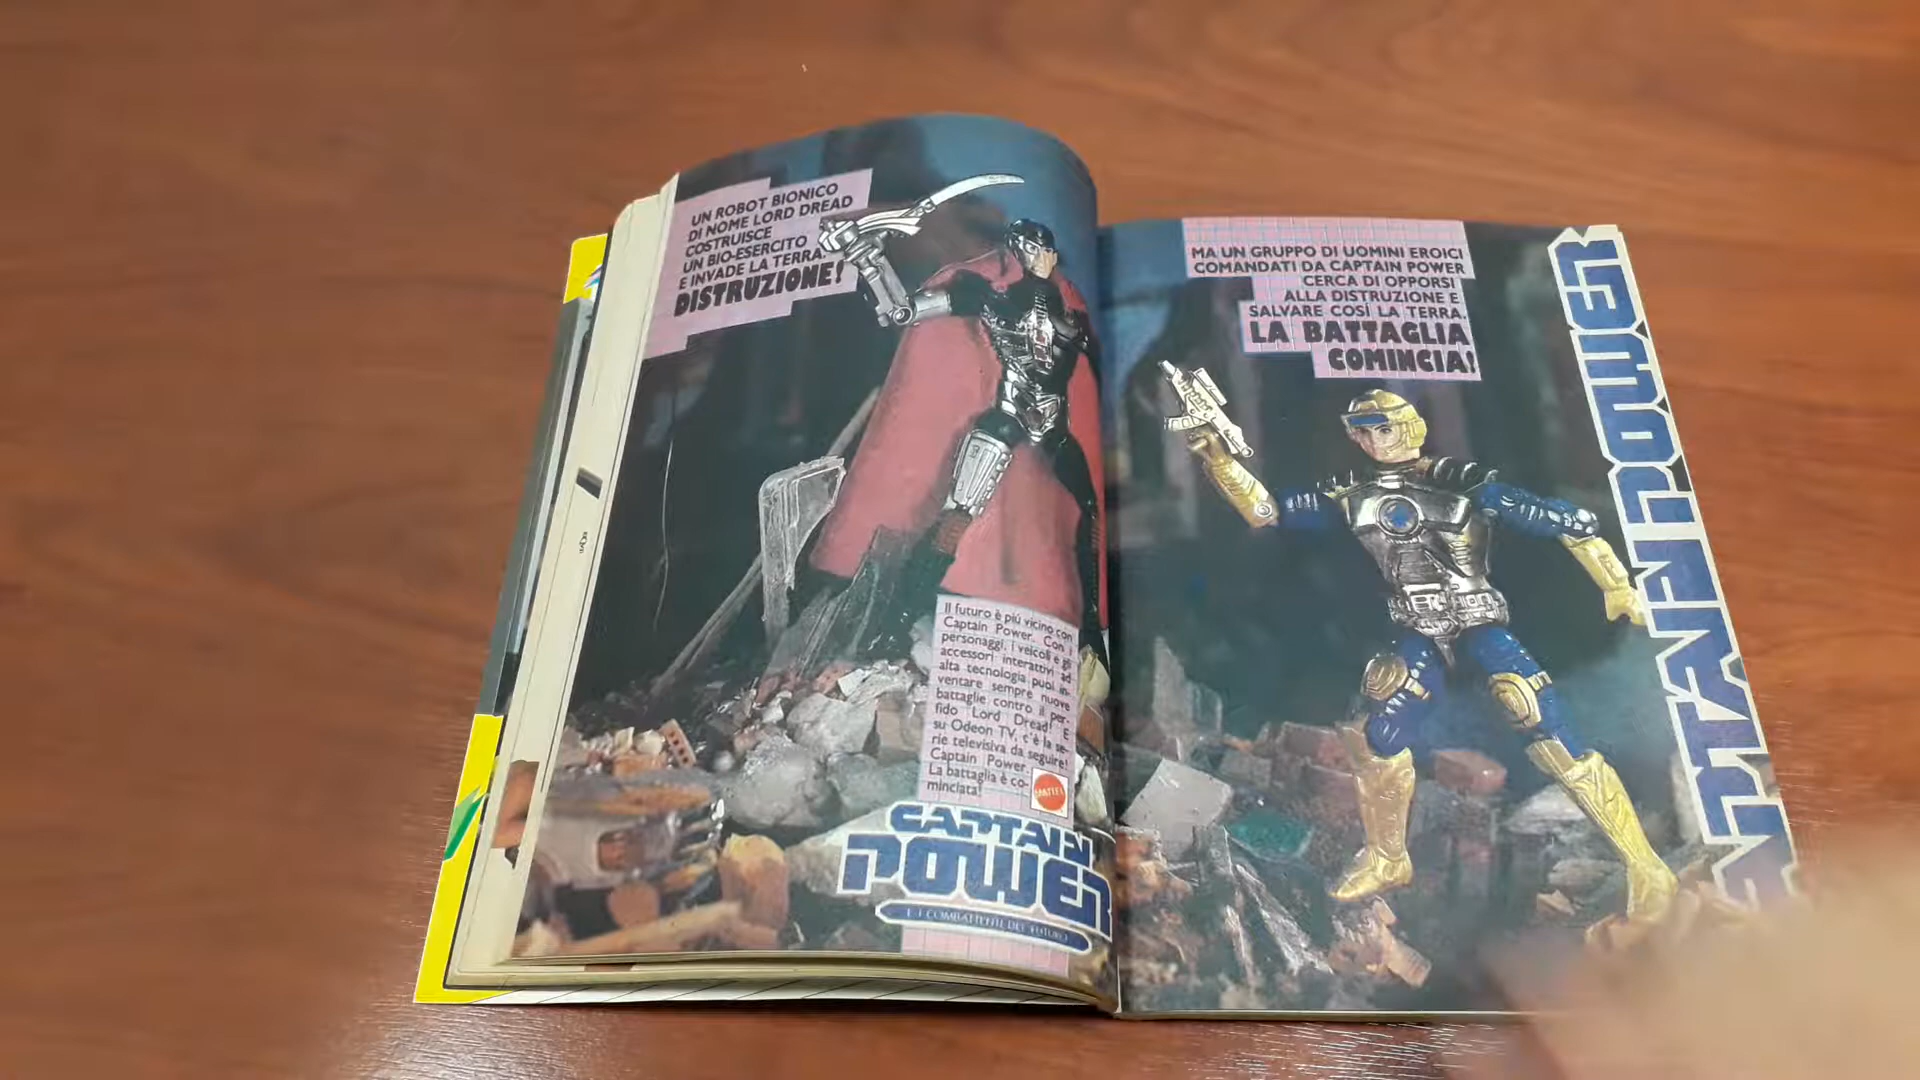 UN ROBOT BIONICO
DI NOME LORD DREAD
COSTRUISCE
UN BIO-ESERCITO
E INVADE LA TERRA.
DISTRUZIONE!
Il futuro è più vicino con
Captain Power. Con i
personaggi, i veicoli e gli
accessori interattivi ad
alta tecnologia puoi in-
ventare sempre nuove
battaglie contro il per-
fido Lord Dread! E
su Odeon TV, c'è la se-
rie televisiva da seguire!
Captain Power
La battaglia è co-
minciata!
MATTEL
CAPTAIN
POWER
E I COMBATTENTI DEL FUTURO
MA UN GRUPPO DI UOMINI EROICI
COMANDATI DA CAPTAIN POWER
CERCA DI OPPORSI
ALLA DISTRUZIONE E
SALVARE COSÌ LA TERRA.
LA BATTAGLIA
COMINCIA!
CAPTAIN POWER